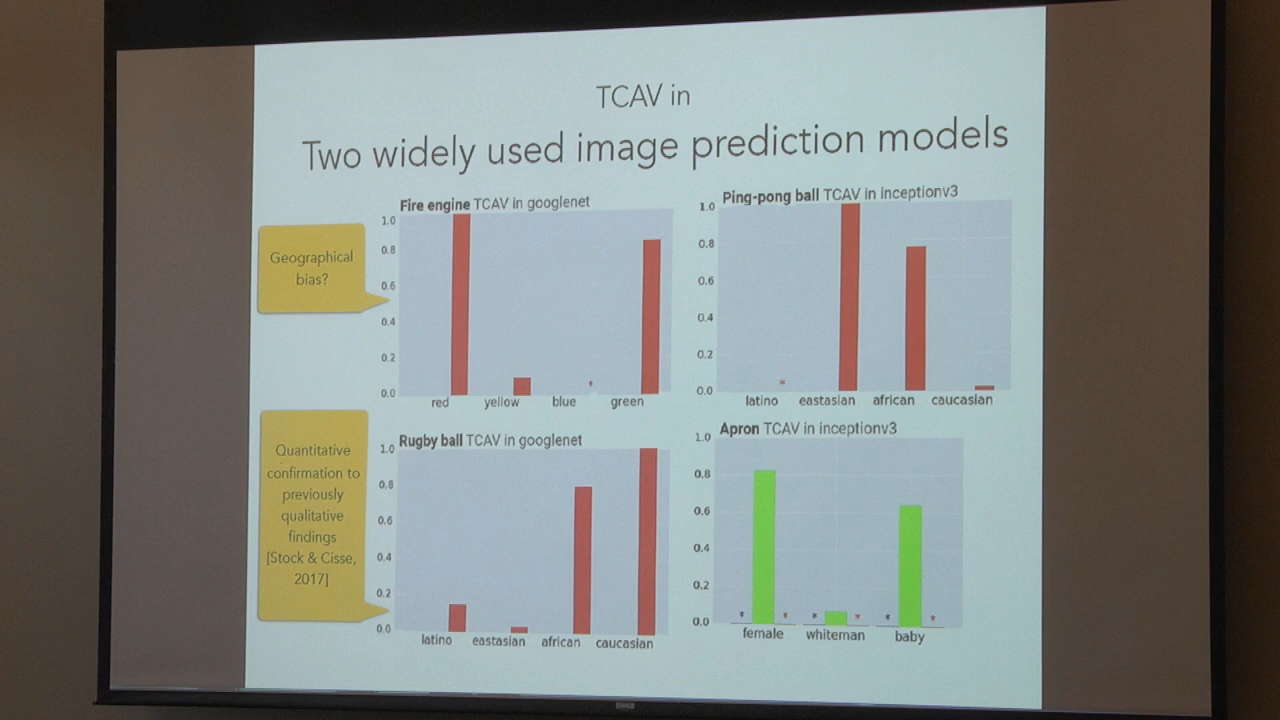 TCAV in
Two widely used image prediction models
Geographical
bias?
Fire engine TCAV in googlenet
1.0
0.8
0.6
0.4
0.2
0.0
red yellow blue green
Ping-pong ball TCAV in inceptionv3
1.0
0.8
0.6
0.4
0.2
0.0
latino eastasian african caucasian
Quantitative
confirmation to
previously
qualitative
findings
[Stock & Cisse,
2017]
Rugby ball TCAV in googlenet
1.0
0.8
0.6
0.4
0.2
0.0
latino eastasian african caucasian
Apron TCAV in inceptionv3
1.0
0.8
0.6
0.4
0.2
0.0
female whiteman baby